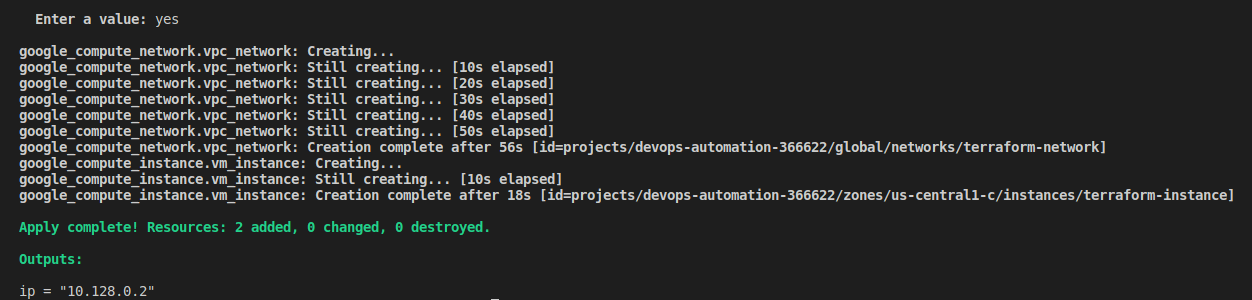 Enter a value: yes
google_compute_network.vpc_network: Creating...
google_compute_network.vpc_network: Still creating... [10s elapsed]
google_compute_network.vpc_network: Still creating... [20s elapsed]
google_compute_network.vpc_network: Still creating... [30s elapsed]
google_compute_network.vpc_network: Still creating... [40s elapsed]
google_compute_network.vpc_network: Still creating... [50s elapsed]
google_compute_network.vpc_network: Creation complete after 56s [id=projects/devops-automation-366622/global/networks/terraform-network]
google_compute_instance.vm_instance: Creating...
google_compute_instance.vm_instance: Still creating... [10s elapsed]
google_compute_instance.vm_instance: Creation complete after 18s [id=projects/devops-automation-366622/zones/us-central1-c/instances/terraform-instance]
Apply complete! Resources: 2 added, 0 changed, 0 destroyed.
Outputs:
ip = "10.128.0.2"